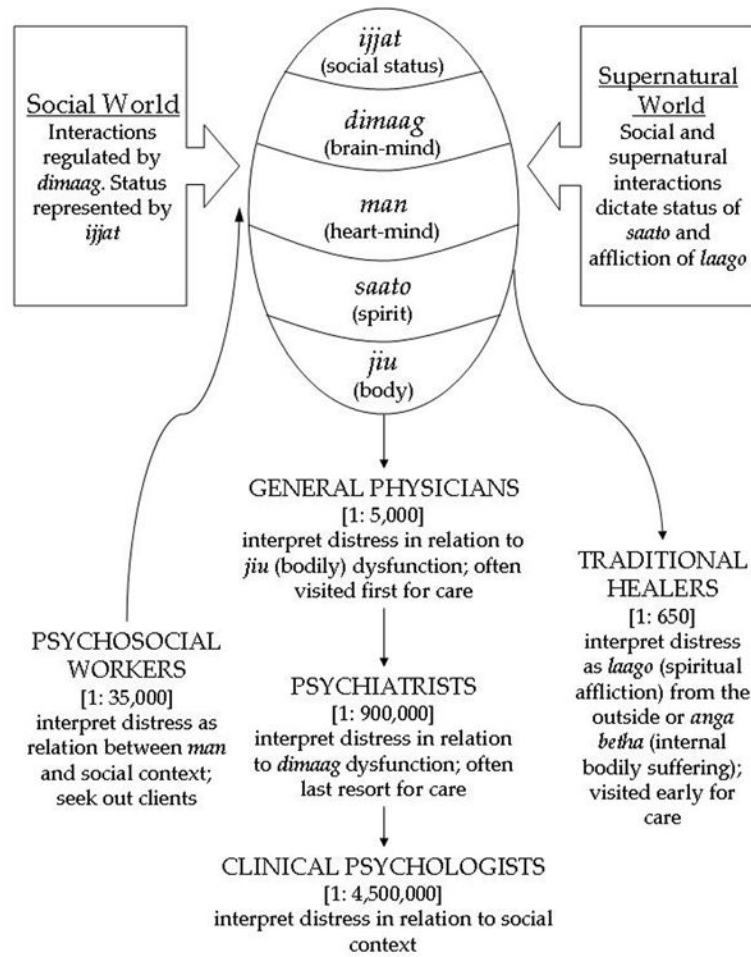 Social World
Interactions
regulated by
dimaag. Status
represented by
ijjat
ijjat
(social status)
dimaag
(brain-mind)
man
(heart-mind)
saato
(spirit)
jiu
(body)
Supernatural
World
Social and
supernatural
interactions
dictate status of
saato and
affliction of laago
GENERAL PHYSICIANS
[1: 5,000]
interpret distress in relation to
jiu (bodily) dysfunction; often
visited first for care
PSYCHOSOCIAL
WORKERS
[1: 35,000]
interpret distress as
relation between man
and social context;
seek out clients
PSYCHIATRISTS
[1: 900,000]
interpret distress in relation
to dimaag dysfunction; often
last resort for care
TRADITIONAL
HEALERS
[1: 650]
interpret distress
as laago (spiritual
affliction) from the
outside or anga
betha (internal
bodily suffering);
visited early for
care
CLINICAL PSYCHOLOGISTS
[1: 4,500,000]
interpret distress in relation to social
context